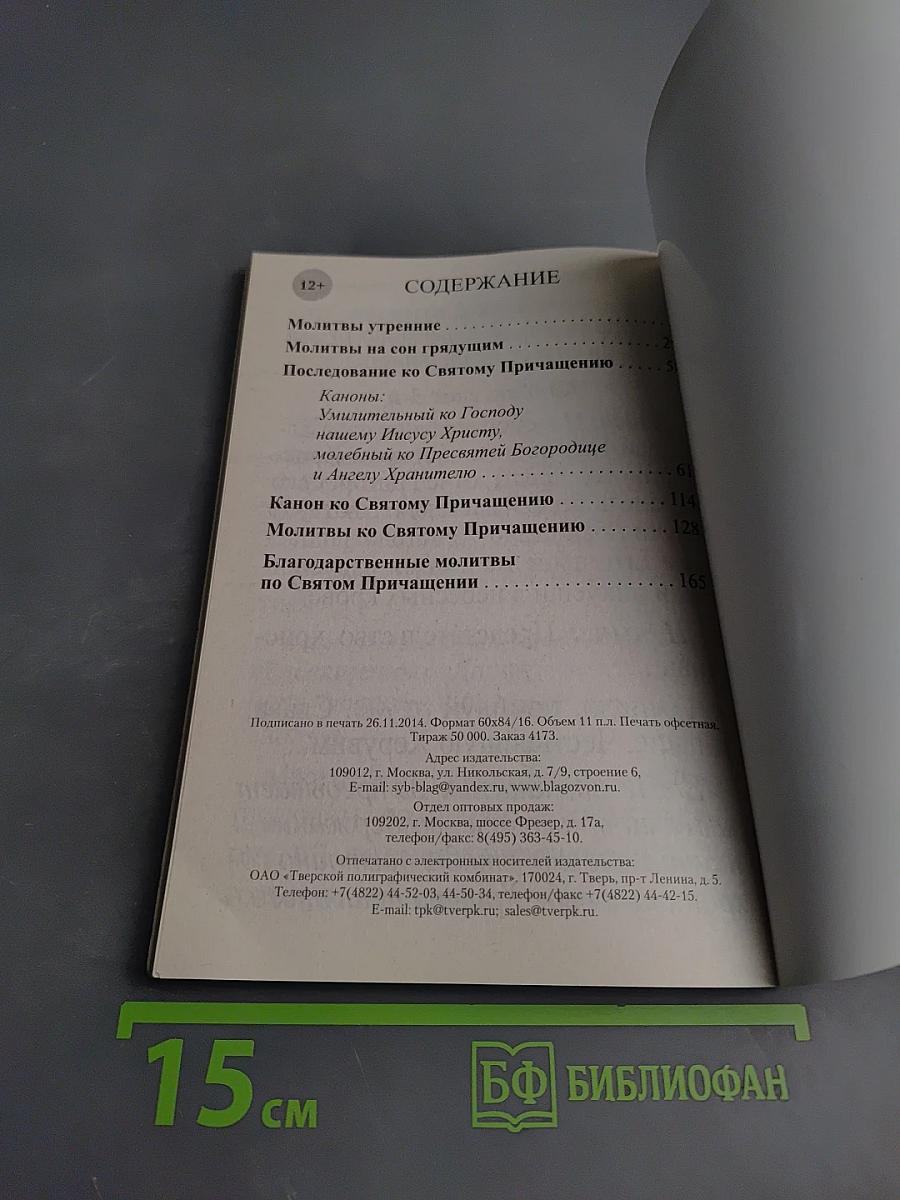 12+
СОДЕРЖАНИЕ
Молитвы утренние . . . . . . . . . . . . . . . . . . . . . . .
Молитвы на сон грядущим . . . . . . . . . . . . . . . .
Последование ко Святому Причащению . . . . .
Каноны:
Умилительный ко Господу
нашему Иисусу Христу,
молебный ко Пресвятей Богородице
и Ангелу Хранителю . . . . . . . . . . . . . . . . . . . . 61
Канон ко Святому Причащению . . . . . . . . . . . 114
Молитвы ко Святому Причащению . . . . . . . . 128
Благодарственные молитвы
по Святом Причащении . . . . . . . . . . . . . . . . . . . 165
Подписано в печать 26.11.2014. Формат 60х84/16. Объем 11 п.л. Печать офсетная.
Тираж 50 000. Заказ 4173.
Адрес издательства:
109012, г. Москва, ул. Никольская, д. 7/9, строение 6,
E-mail: syb-blag@yandex.ru, www.blagozvon.ru.
Отдел оптовых продаж:
109202, г. Москва, шоссе Фрезер, д. 17а,
телефон/факс: 8(495) 363-45-10.
Отпечатано с электронных носителей издательства:
ОАО «Тверской полиграфический комбинат». 170024, г. Тверь, пр-т Ленина, д. 5.
Телефон: +7(4822) 44-52-03, 44-50-34, телефон/факс +7(4822) 44-42-15.
E-mail: tpk@tverpk.ru; sales@tverpk.ru.
15 см
БФ БИБЛИОФАН